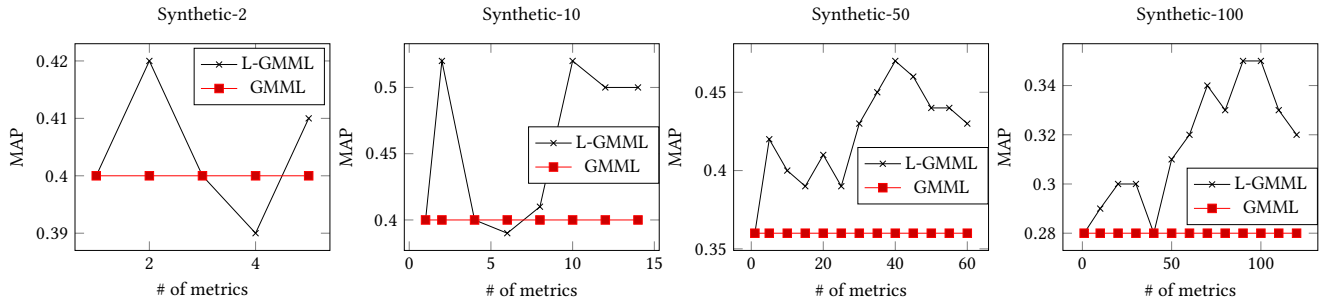 Synthetic-2
0.42
0.41
0.4
0.39
2
4
MAP
# of metrics
L-GMML
GMML
Synthetic-10
0.5
0.45
0.4
0
5
10
15
MAP
# of metrics
L-GMML
GMML
Synthetic-50
0.45
0.4
0.35
0
20
40
60
MAP
# of metrics
L-GMML
GMML
Synthetic-100
0.34
0.32
0.3
0.28
0
50
100
MAP
# of metrics
L-GMML
GMML